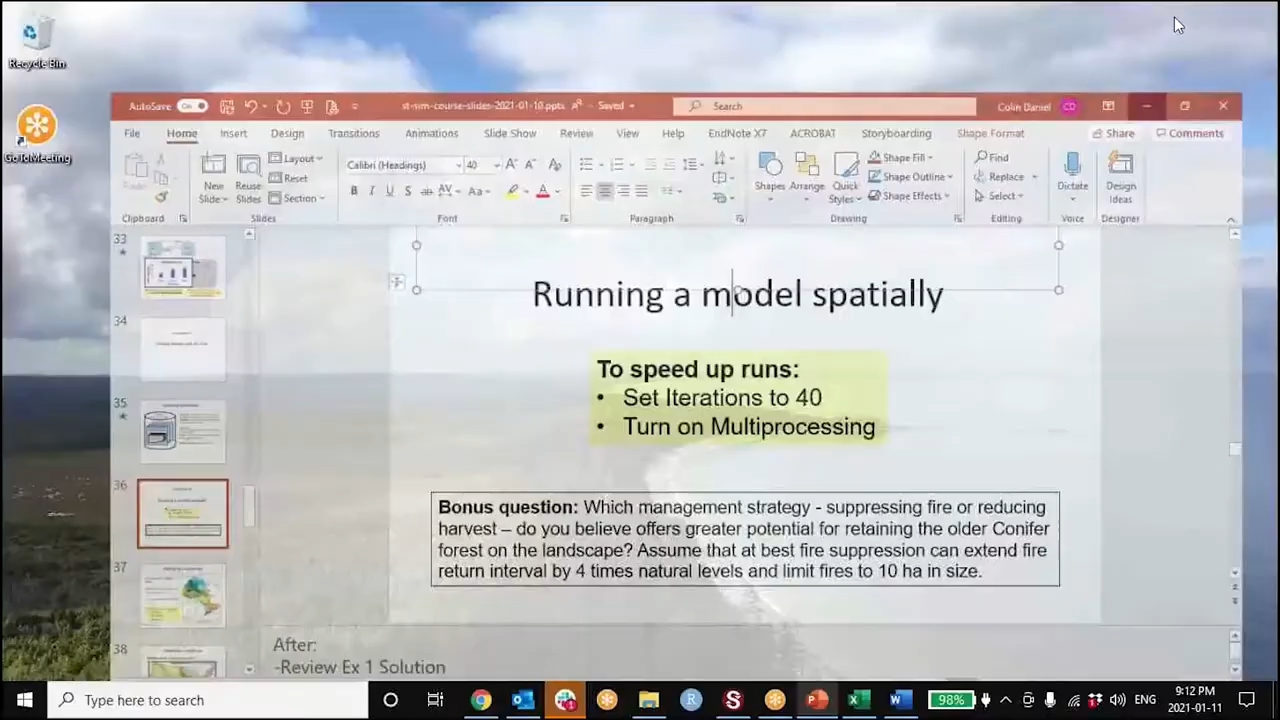 Recycle Bin
GoToMeeting
AutoSave On
st-sim-course-slides-2021-01-10.pptx
Saved
Search
Colin Daniel CD
File Home Insert Design Transitions Animations Slide Show Review View Help EndNote X7 ACROBAT Storyboarding Shape Format Share Comments
Paste
New Slide
Reuse Slides
Layout
Reset
Section
Calibri (Headings) 40
Shapes
Arrange
Quick Styles
Shape Fill
Shape Outline
Shape Effects
Find
Replace
Select
Dictate
Design Ideas
Clipboard Slides Font Paragraph Drawing Editing Voice Designer
33
34
35
36
37
38
Running a model spatially
To speed up runs:
• Set Iterations to 40
• Turn on Multiprocessing
Bonus question: Which management strategy - suppressing fire or reducing
harvest – do you believe offers greater potential for retaining the older Conifer
forest on the landscape? Assume that at best fire suppression can extend fire
return interval by 4 times natural levels and limit fires to 10 ha in size.
After:
-Review Ex 1 Solution
Type here to search
98%
ENG
9:12 PM
2021-01-11